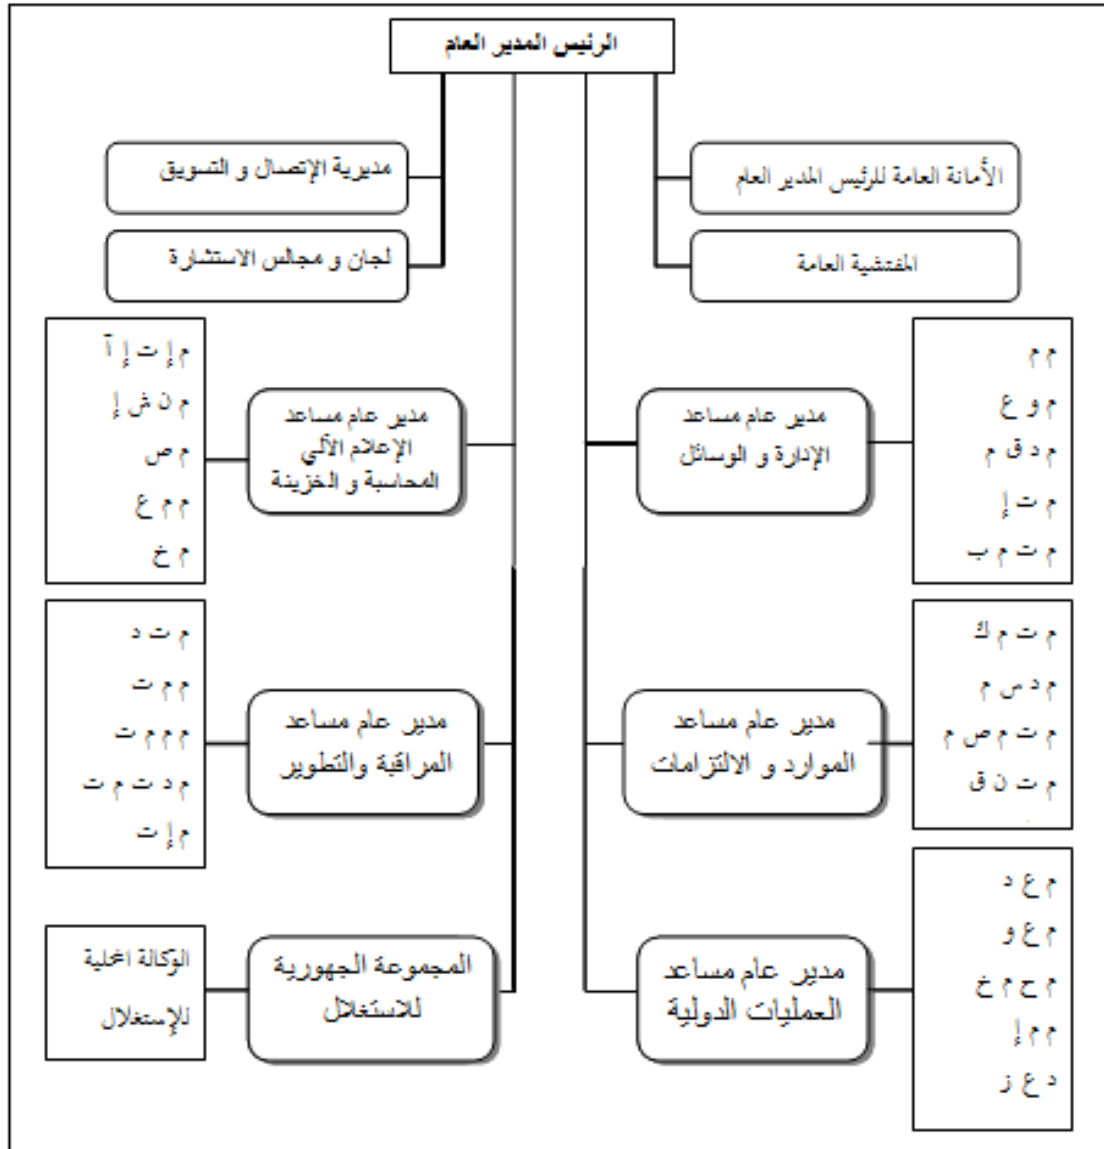 الرئيس المدير العام
الأمانة العامة للرئيس المدير العام
مديرية الإتصال و التسويق
المفتشية العامة
لجان و مجالس الاستشارة
م م
م و ع
م د ق م
م ت إ
م ت م ب
مدير عام مساعد
الإدارة و الوسائل
مدير عام مساعد
الإعلام الآلي
المحاسبة و الخزينة
م إ ت إ آ
م ن ش إ
م ص
م م ع
م خ
م ت م ك
م د س م
م ت م ص م
م ت ن ق
مدير عام مساعد
الموارد و الالتزامات
مدير عام مساعد
المراقبة والتطوير
م ت د
م م ت
م م م ت
م د ت م ت
م إ ت
م ع د
م ع و
م ح م خ
م م إ
د ع ز
مدير عام مساعد
العمليات الدولية
المجموعة الجهورية
للاستغلال
الوكالة المحلية
للإستغلال